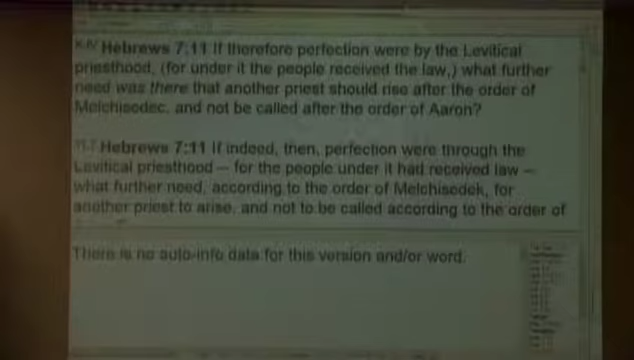 KJV Hebrews 7:11 If therefore perfection were by the Levitical
priesthood, (for under it the people received the law,) what further
need was there that another priest should rise after the order of
Melchisedec, and not be called after the order of Aaron?
Hebrews 7:11 If indeed, then, perfection were through the
Levitical priesthood — for the people under it had received law —
what further need, according to the order of Melchisedek, for
another priest to arise, and not to be called according to the order of
There is no auto-info data for this version and/or word.